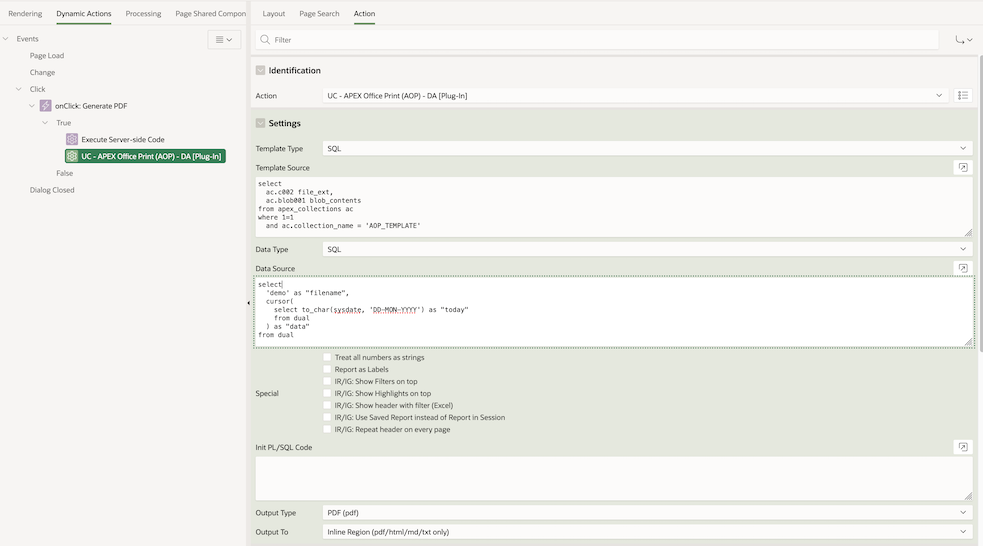 Rendering
Dynamic Actions
Processing
Page Shared Compon
Events
Page Load
Change
Click
onClick: Generate PDF
True
Execute Server-side Code
UC - APEX Office Print (AOP) - DA [Plug-In]
False
Dialog Closed
Layout
Page Search
Action
Filter
Identification
Action
UC - APEX Office Print (AOP) - DA [Plug-In]
Settings
Template Type
SQL
Template Source
select
ac.c002 file_ext,
ac.blob001 blob_contents
from apex_collections ac
where 1=1
and ac.collection_name = 'AOP_TEMPLATE'
Data Type
SQL
Data Source
select
'demo' as "filename",
cursor(
select to_char(sysdate, 'DD-MON-YYYY') as "today"
from dual
) as "data"
from dual
Special
Treat all numbers as strings
Report as Labels
IR/IG: Show Filters on top
IR/IG: Show Highlights on top
IR/IG: Show header with filter (Excel)
IR/IG: Use Saved Report instead of Report in Session
IR/IG: Repeat header on every page
Init PL/SQL Code
Output Type
PDF (pdf)
Output To
Inline Region (pdf/html/md/txt only)